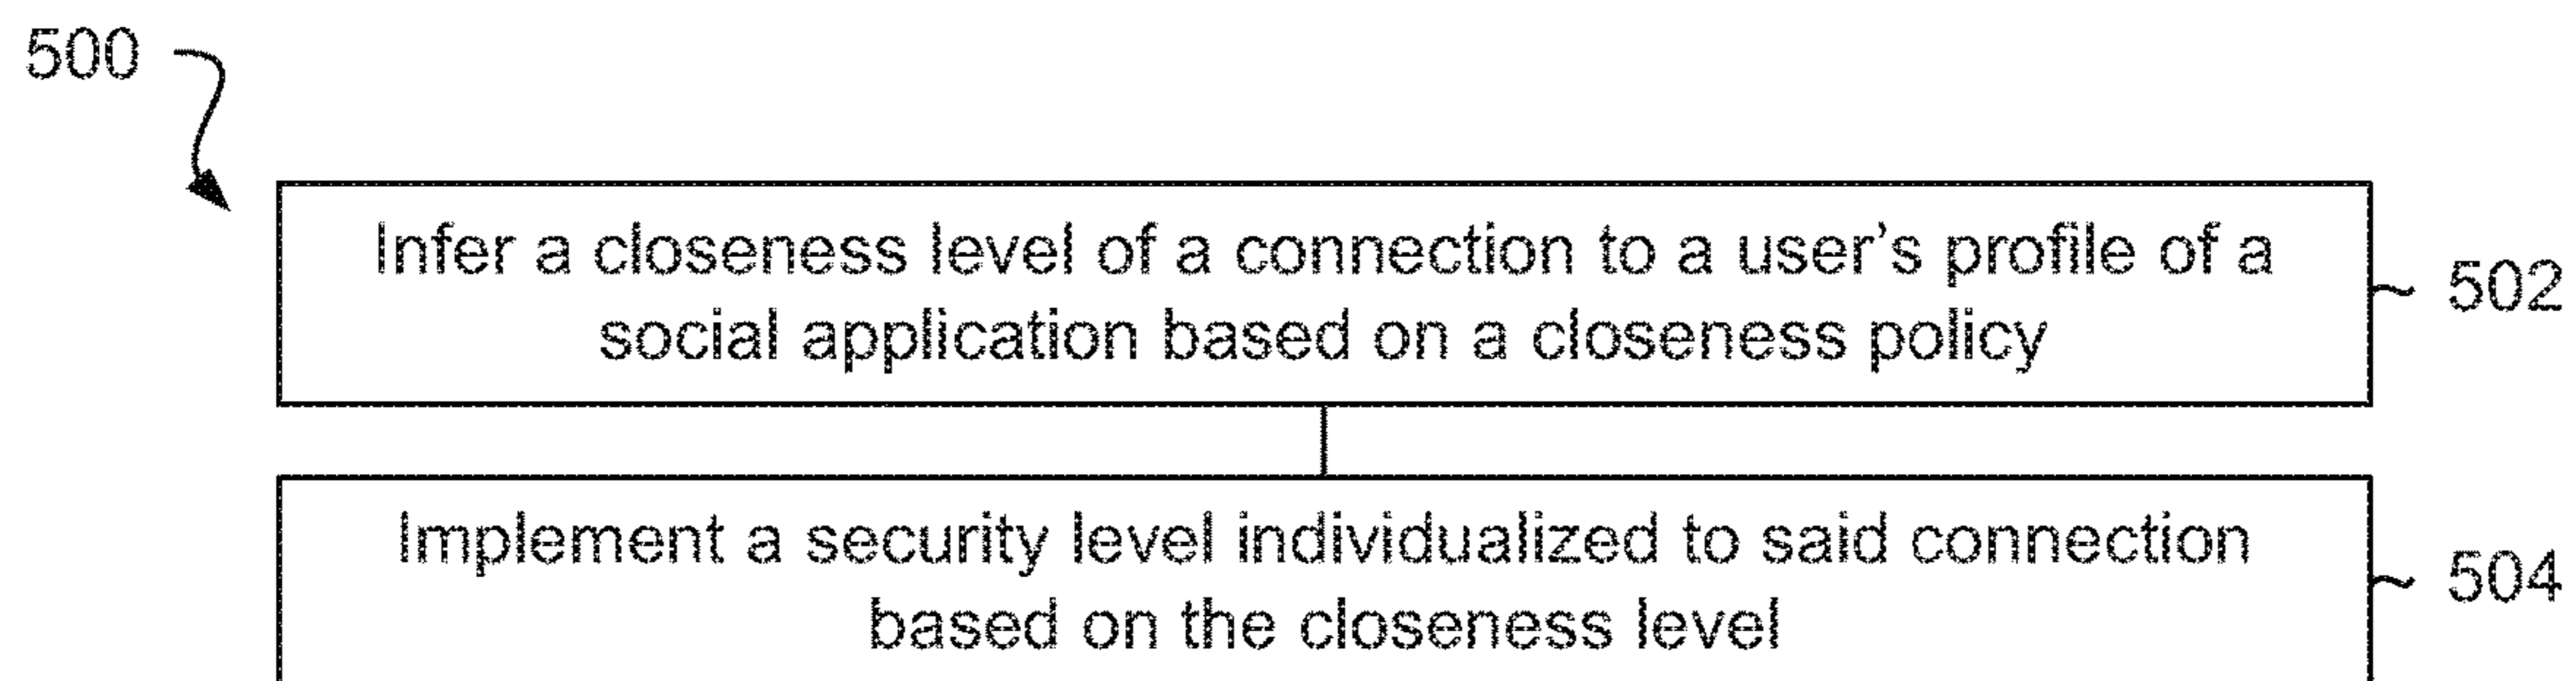 500
Infer a closeness level of a connection to a user's profile of a
social application based on a closeness policy
502
Implement a security level individualized to said connection
based on the closeness level
504